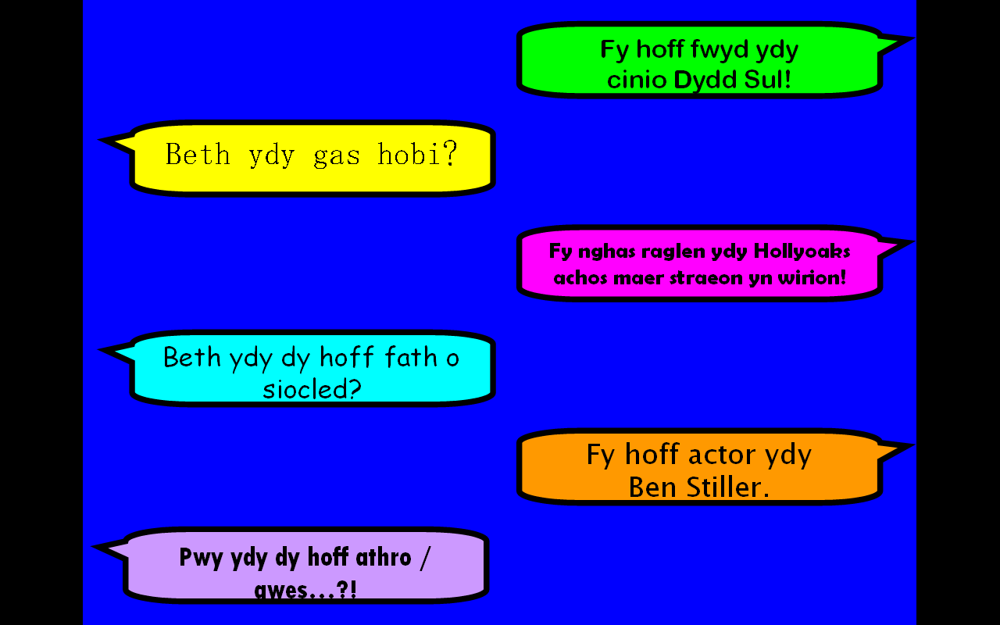 Fy hoff fwyd ydy
cinio Dydd Sul!
Beth ydy gas hobi?
Fy nghas raglen ydy Hollyoaks
achos maer straeon yn wirion!
Beth ydy dy hoff fath o
siocled?
Fy hoff actor ydy
Ben Stiller.
Pwy ydy dy hoff athro /
awes...?!